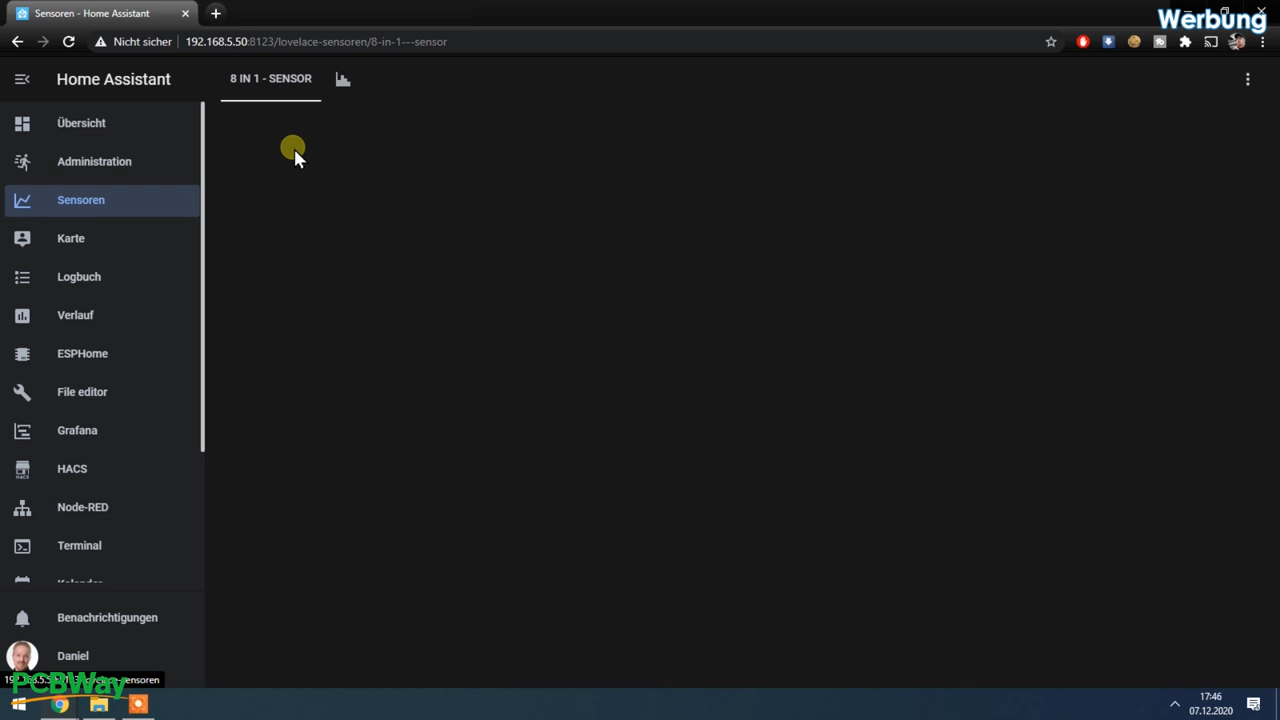 Sensoren - Home Assistant
Werbung
Nicht sicher
192.168.5.50:8123/lovelace-sensoren/8-in-1---sensor
Home Assistant
8 IN 1 - SENSOR
Übersicht
Administration
Sensoren
Karte
Logbuch
Verlauf
ESPHome
File editor
Grafana
HACS
Node-RED
Terminal
Kalender
Benachrichtigungen
Daniel
PCBWay
17:46
07.12.2020